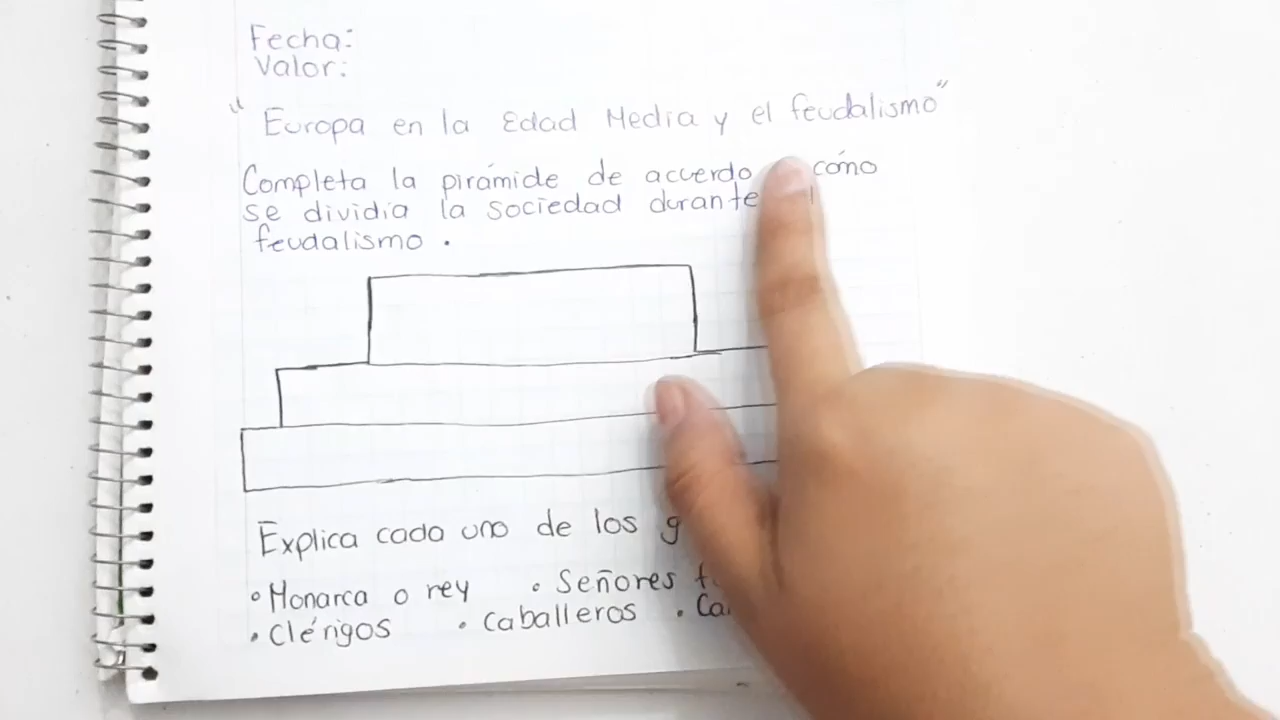 Fecha:
Valor:
" Europa en la Edad Media y el feudalismo"
Completa la pirámide de acuerdo cómo
se dividía la sociedad durante
feudalismo .
Explica cada uno de los
◦ Monarca o rey ◦ Señores
• Clérigos • Caballeros •